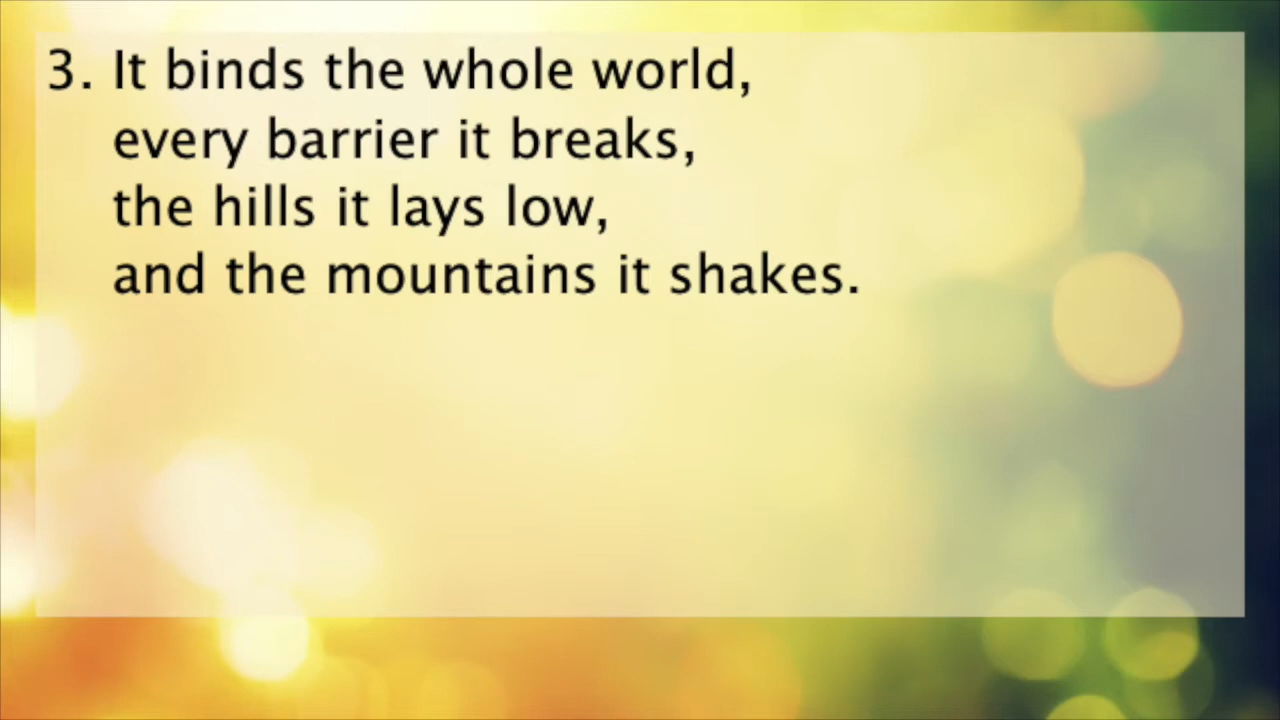 3. It binds the whole world,
every barrier it breaks,
the hills it lays low,
and the mountains it shakes.